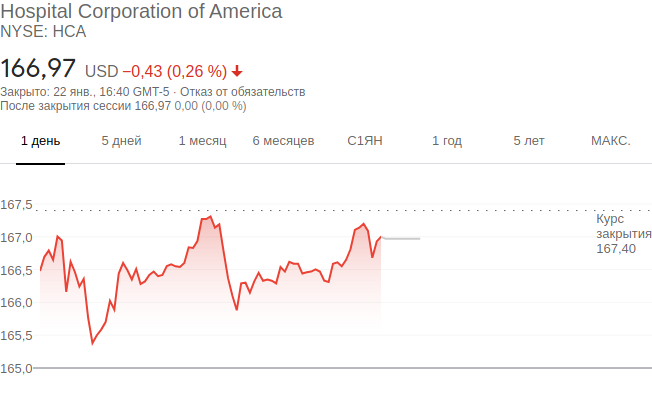 Hospital Corporation of America
NYSE: HCA
166,97 USD −0,43 (0,26 %)
Закрыто: 22 янв., 16:40 GMT-5 · Отказ от обязательств
После закрытия сессии 166,97 0,00 (0,00 %)
1 день 5 дней 1 месяц 6 месяцев С1ЯН 1 год 5 лет МАКС.
167,5
Курс
закрытия
167,40
167,0
166,5
166,0
165,5
165,0